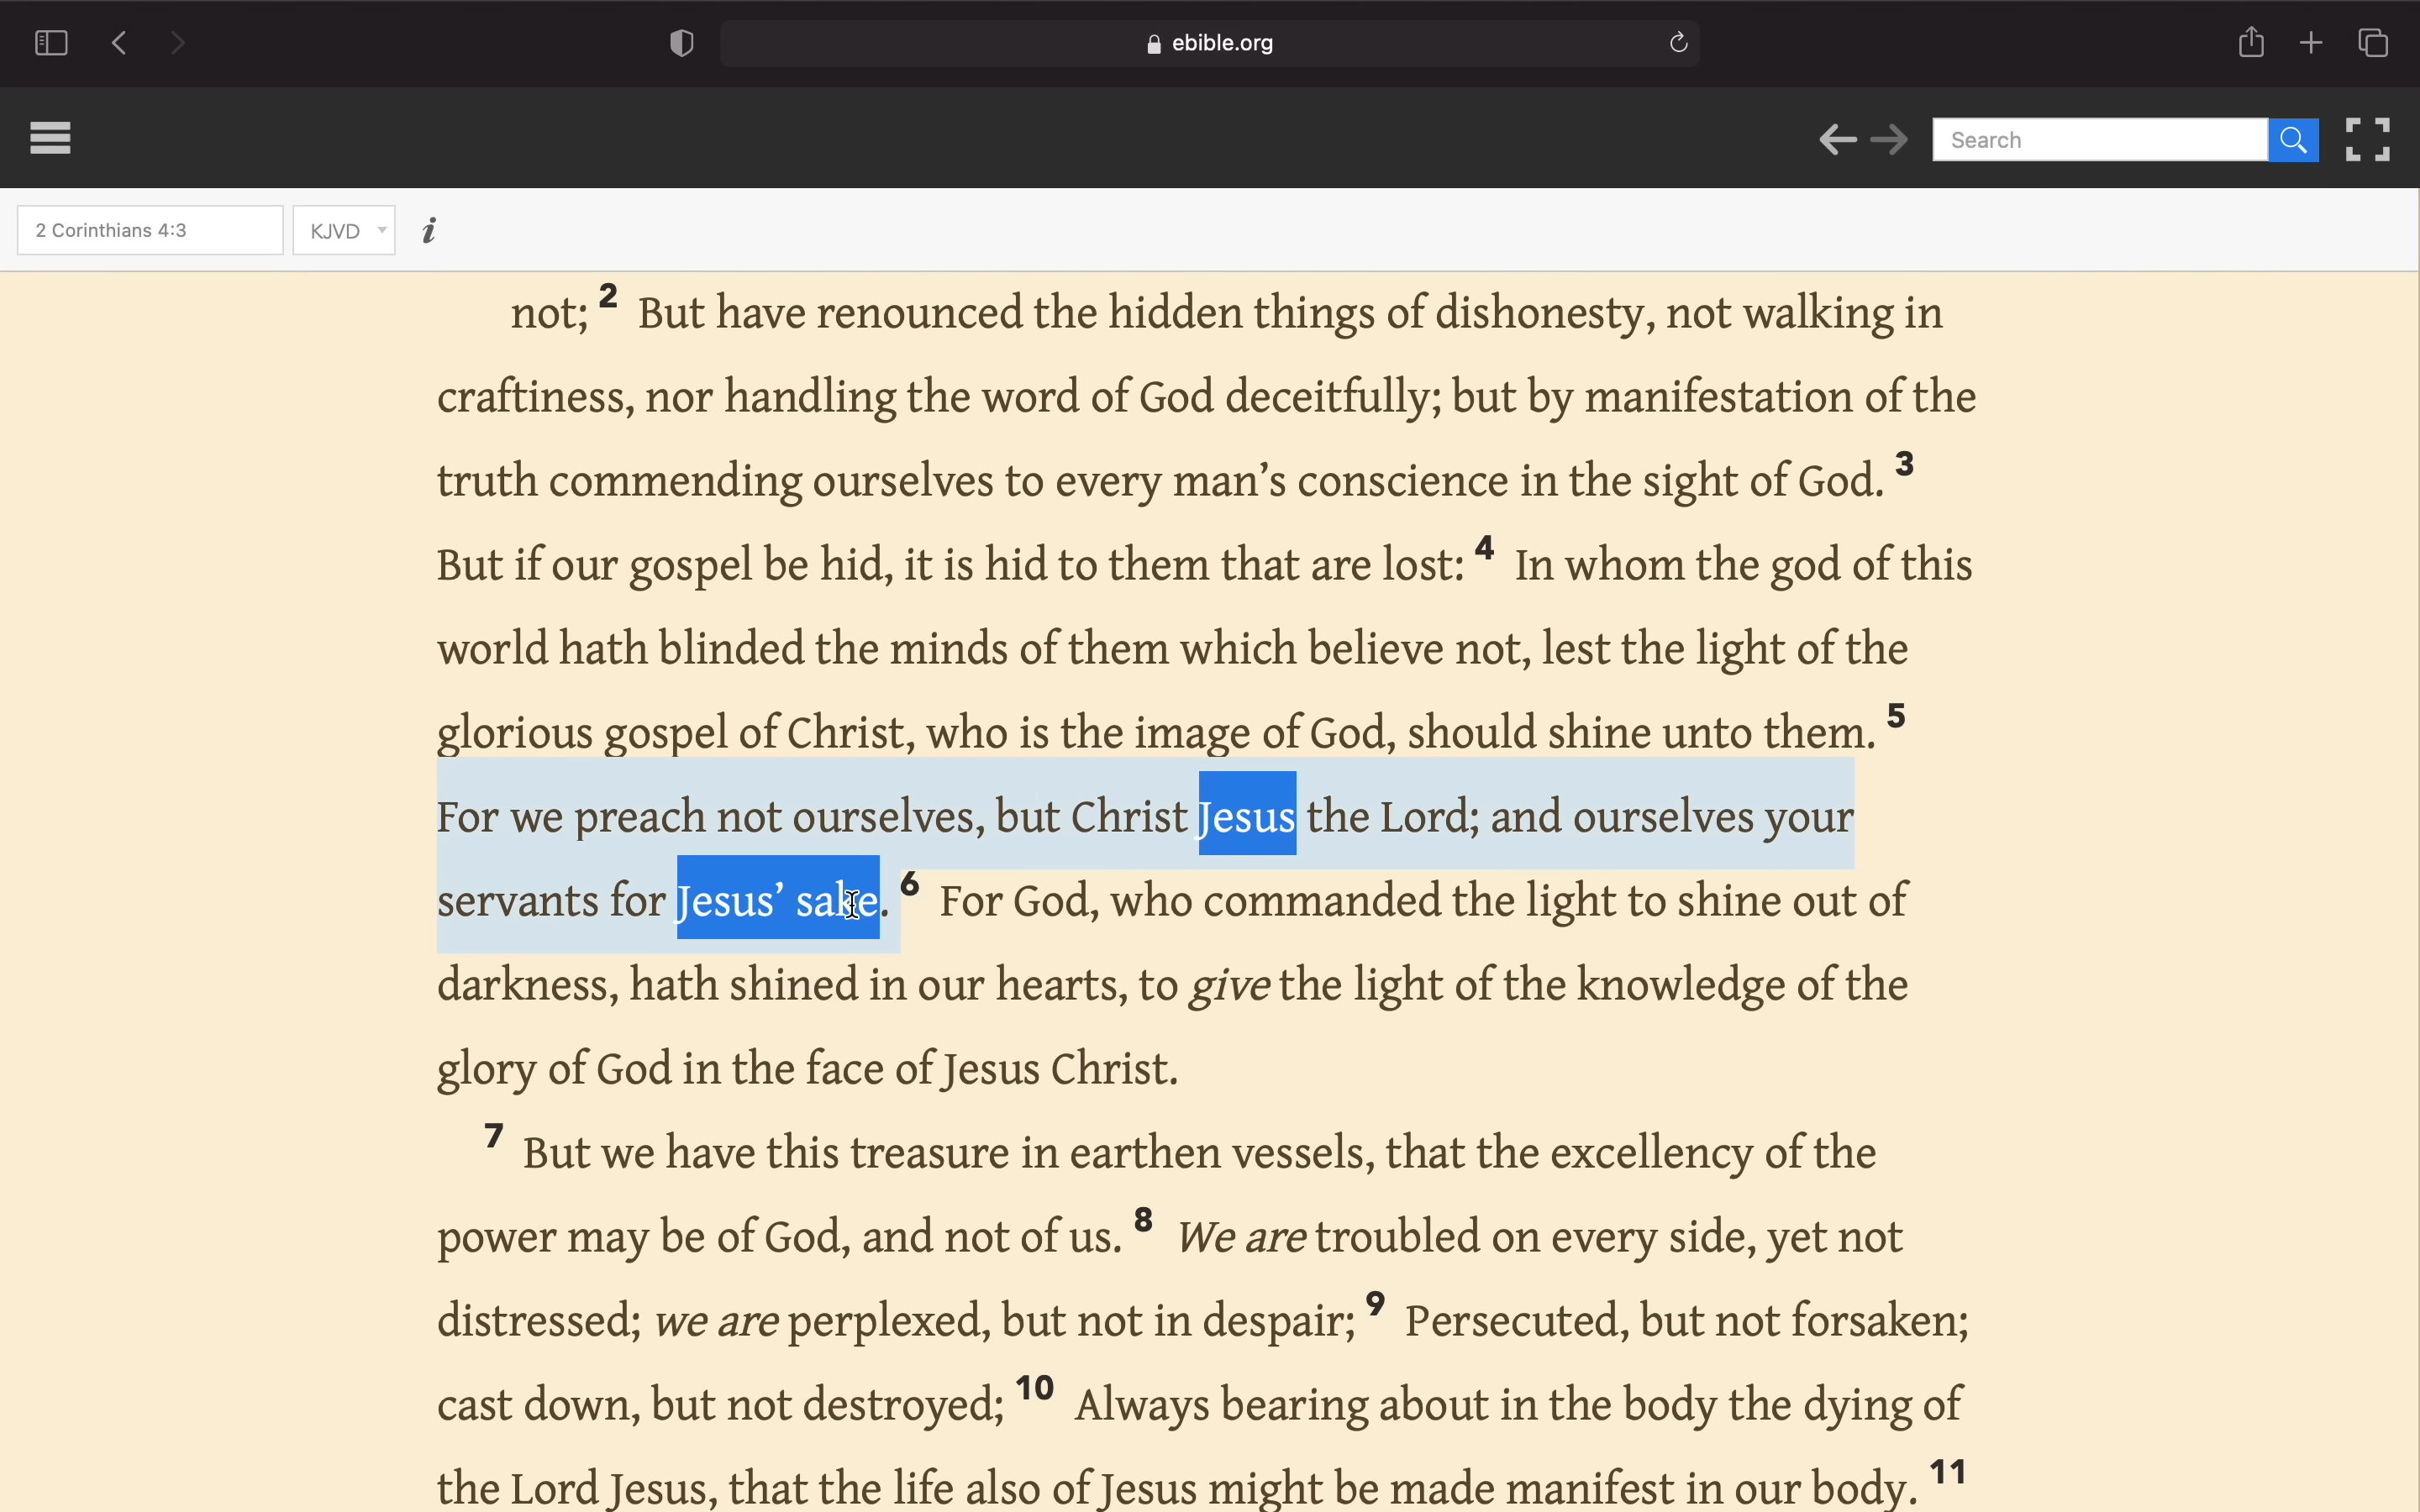 ebible.org
Search
2 Corinthians 4:3
KJVD
i
not; 2 But have renounced the hidden things of dishonesty, not walking in
craftiness, nor handling the word of God deceitfully; but by manifestation of the
truth commending ourselves to every man’s conscience in the sight of God. 3
But if our gospel be hid, it is hid to them that are lost: 4 In whom the god of this
world hath blinded the minds of them which believe not, lest the light of the
glorious gospel of Christ, who is the image of God, should shine unto them. 5
For we preach not ourselves, but Christ Jesus the Lord; and ourselves your
servants for Jesus’ sake. 6 For God, who commanded the light to shine out of
darkness, hath shined in our hearts, to give the light of the knowledge of the
glory of God in the face of Jesus Christ.
7 But we have this treasure in earthen vessels, that the excellency of the
power may be of God, and not of us. 8 We are troubled on every side, yet not
distressed; we are perplexed, but not in despair; 9 Persecuted, but not forsaken;
cast down, but not destroyed; 10 Always bearing about in the body the dying of
the Lord Jesus, that the life also of Jesus might be made manifest in our body. 11